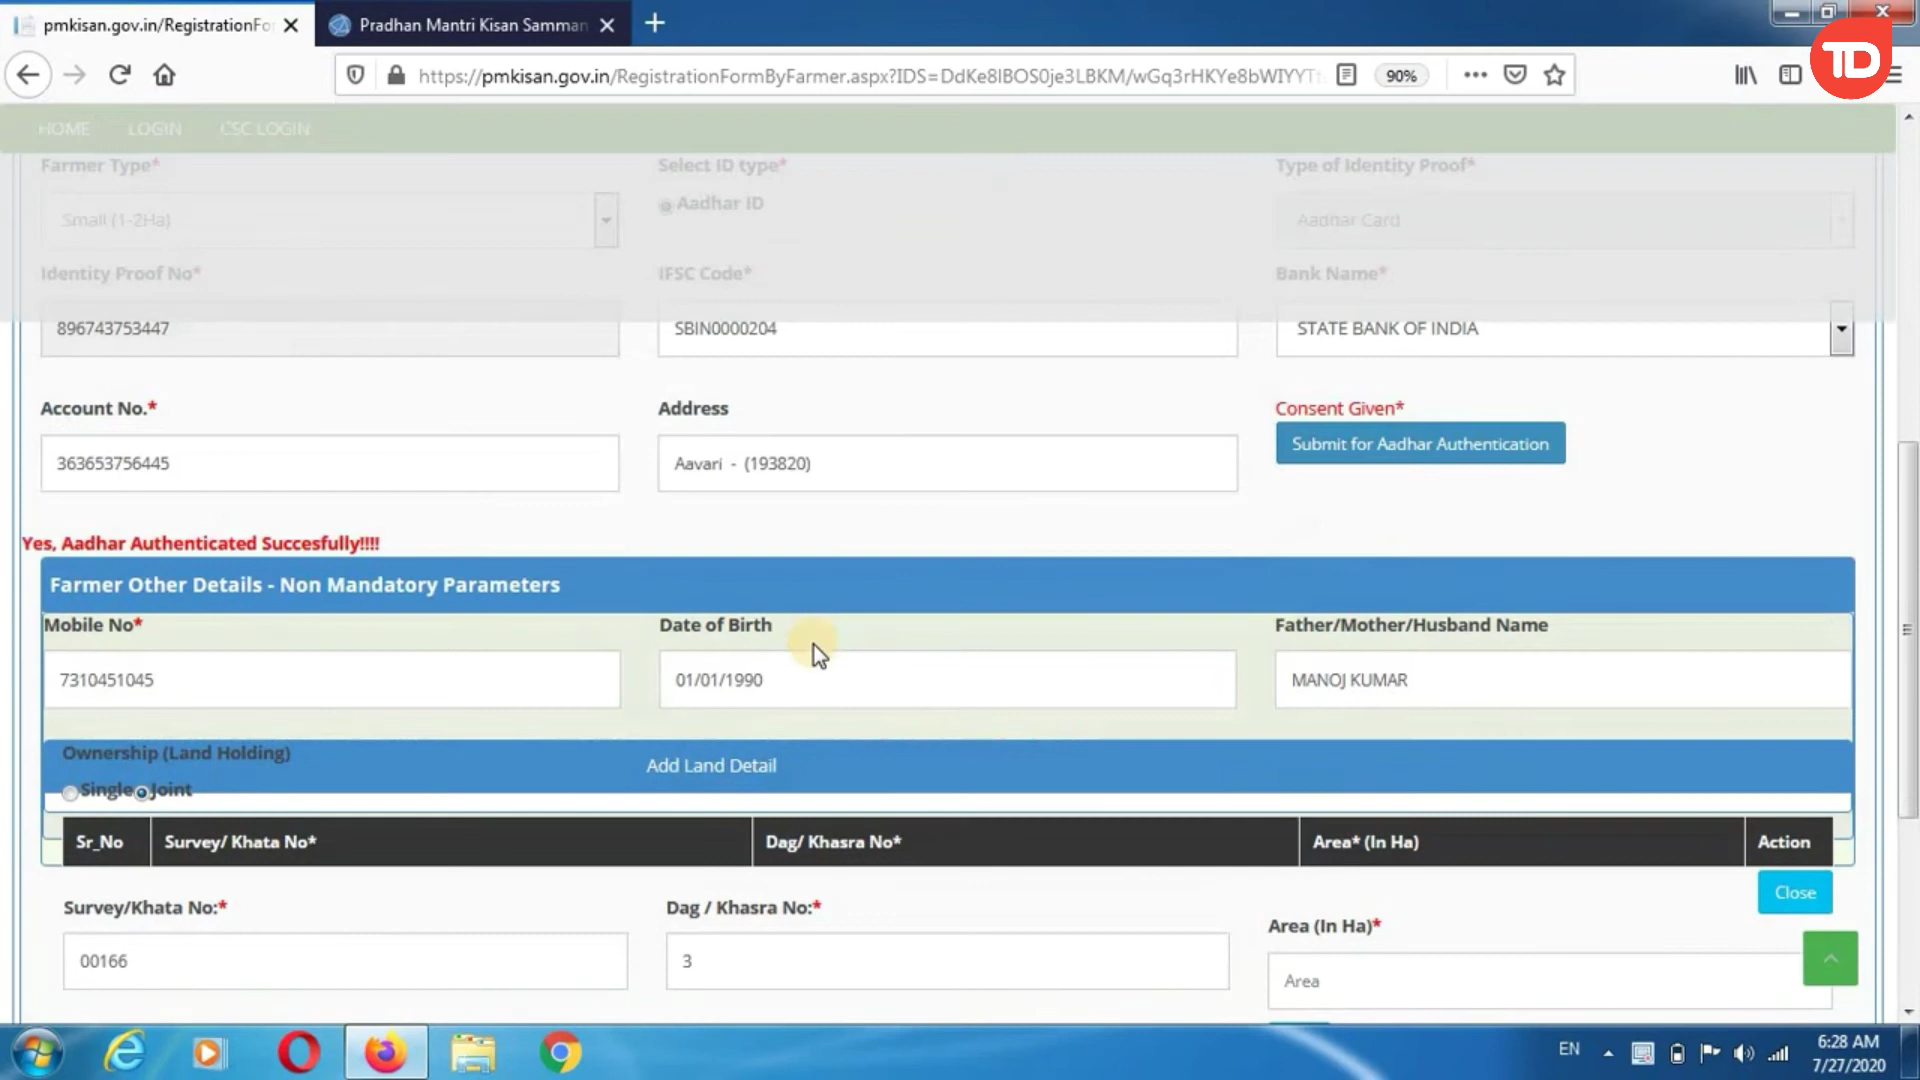 pmkisan.gov.in/RegistrationFo
Pradhan Mantri Kisan Samman
https://pmkisan.gov.in/RegistrationFormByFarmer.aspx?IDS=DdKe8lBOS0je3LBKM/wGq3rHKYe8bWIYYT
90%
TD
HOME LOGIN CSC LOGIN
Farmer Type* Select ID type* Type of Identity Proof*
Small (1-2Ha) Aadhar ID Aadhar Card
Identity Proof No* IFSC Code* Bank Name*
896743753447 SBIN0000204 STATE BANK OF INDIA
Account No.* Address Consent Given*
363653756445 Aavari - (193820) Submit for Aadhar Authentication
Yes, Aadhar Authenticated Succesfully!!!!
Farmer Other Details - Non Mandatory Parameters
Mobile No* Date of Birth Father/Mother/Husband Name
7310451045 01/01/1990 MANOJ KUMAR
Ownership (Land Holding) Add Land Detail
Single Joint
Sr_No Survey/ Khata No* Dag/ Khasra No* Area* (In Ha) Action
Close
Survey/Khata No:* Dag / Khasra No:* Area (In Ha)*
00166 3 Area
EN 6:28 AM
7/27/2020